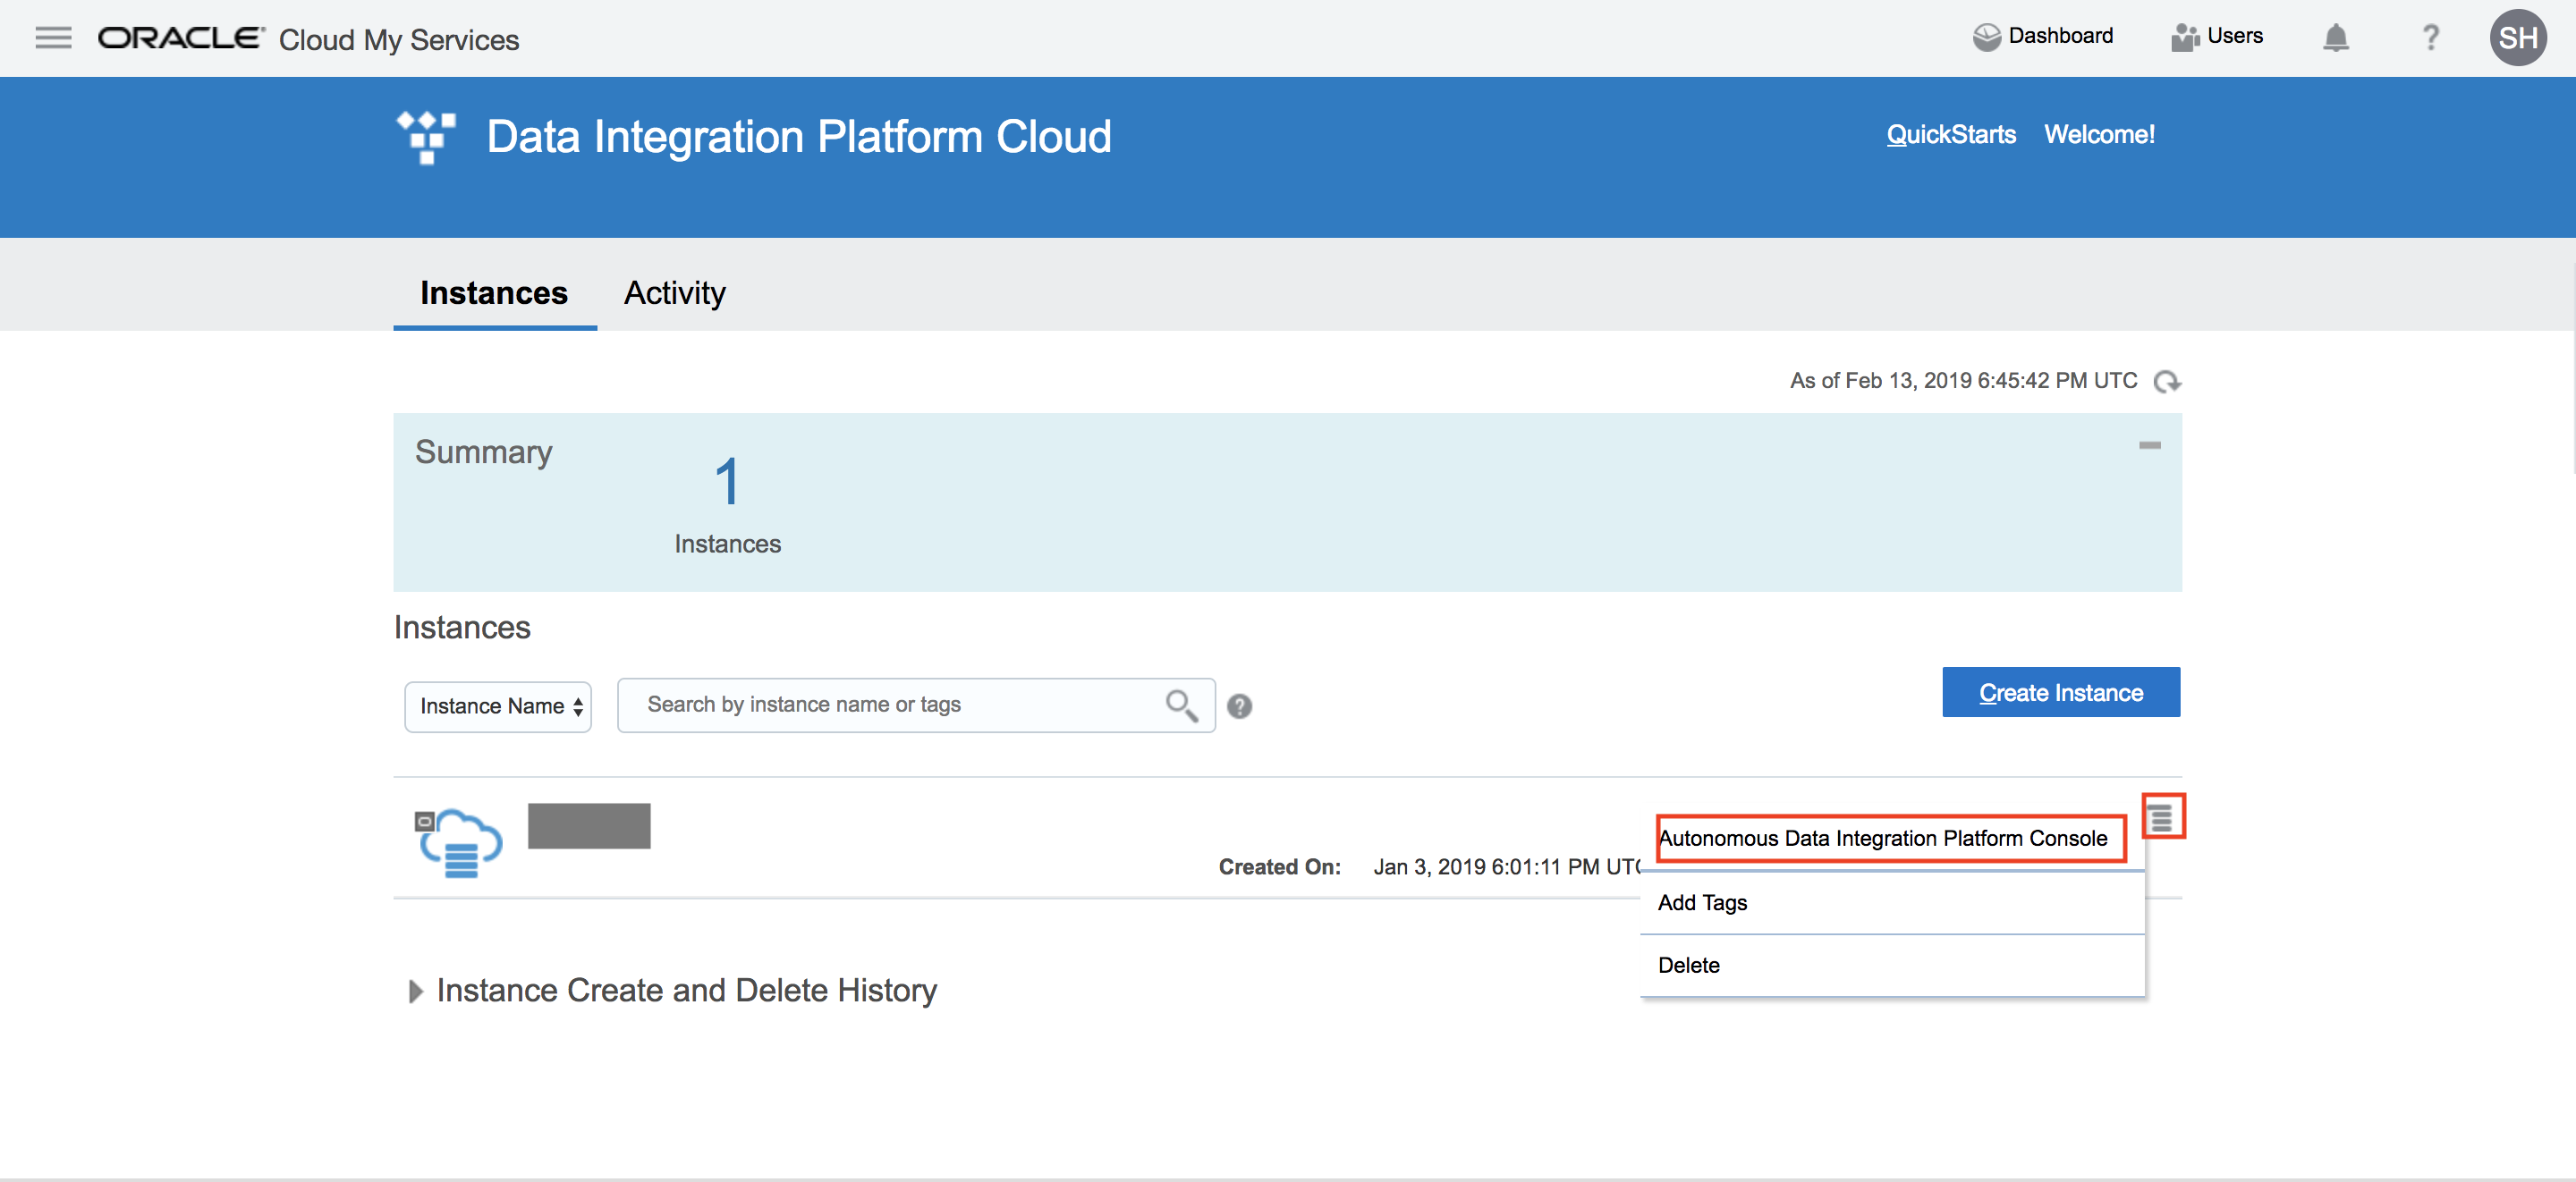 ORACLE Cloud My Services
Dashboard
Users
?
SH
Data Integration Platform Cloud
QuickStarts
Welcome!
Instances
Activity
As of Feb 13, 2019 6:45:42 PM UTC
Summary
1
Instances
Instances
Instance Name
Search by instance name or tags
?
Create Instance
Autonomous Data Integration Platform Console
Created On: Jan 3, 2019 6:01:11 PM UTC
Add Tags
Delete
Instance Create and Delete History